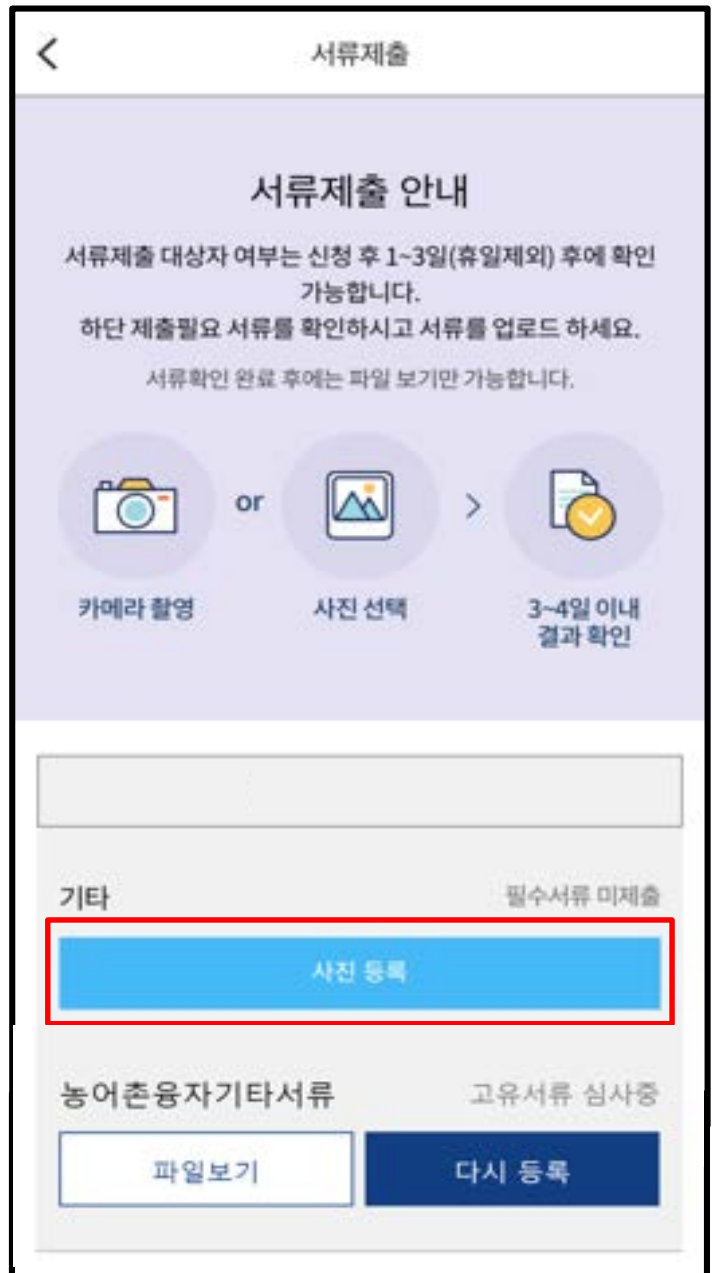 서류제출
서류제출 안내
서류제출 대상자 여부는 신청 후 1~3일(휴일제외) 후에 확인
가능합니다.
하단 제출필요 서류를 확인하시고 서류를 업로드 하세요.
서류확인 완료 후에는 파일 보기만 가능합니다.
or
>
카메라 촬영
사진 선택
3~4일 이내
결과 확인
기타
필수서류 미제출
사진 등록
농어촌융자기타서류
고유서류 심사중
파일보기
다시 등록